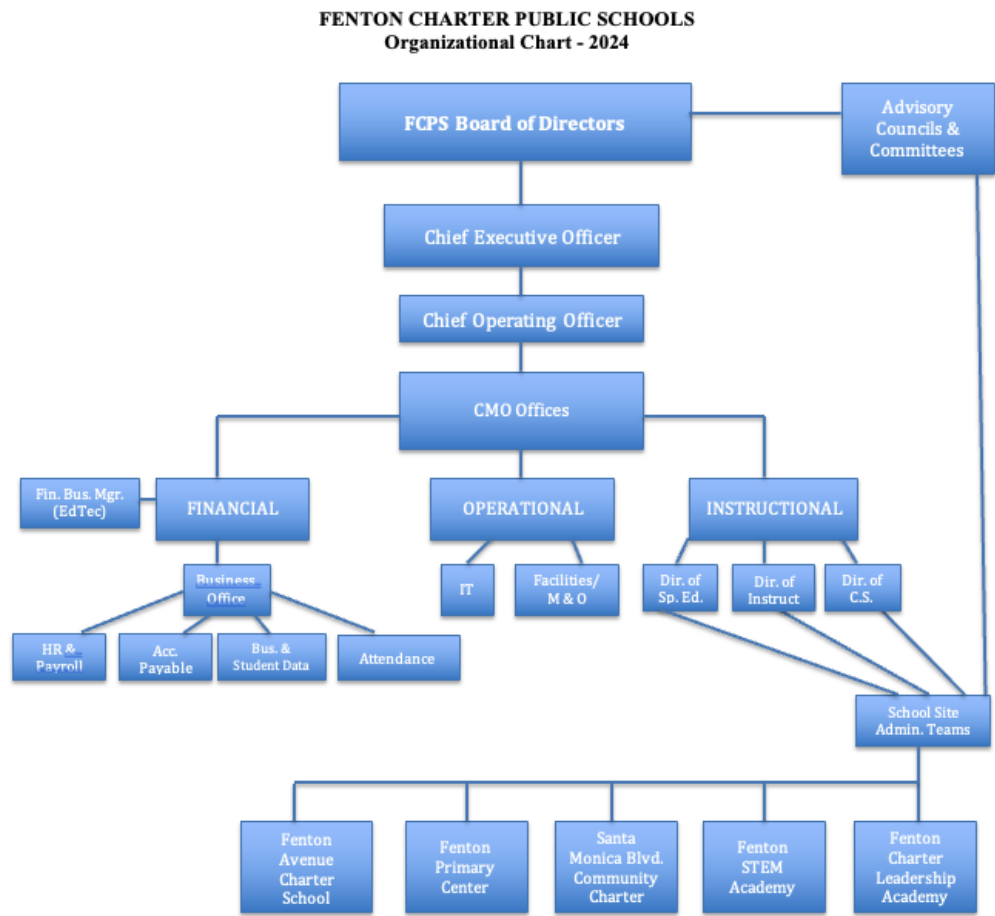 FENTON CHARTER PUBLIC SCHOOLS
Organizational Chart - 2024
FCPS Board of Directors
Advisory
Councils &
Committees
Chief Executive Officer
Chief Operating Officer
CMO Offices
Fin. Bus. Mgr.
(EdTec)
FINANCIAL
OPERATIONAL
INSTRUCTIONAL
Business
Office
IT
Facilities/
M & O
Dir. of
Sp. Ed.
Dir. of
Instruct
Dir. of
C.S.
HR &
Payroll
Acc.
Payable
Bus. &
Student Data
Attendance
School Site
Admin. Teams
Fenton
Avenue
Charter
School
Fenton
Primary
Center
Santa
Monica Blvd.
Community
Charter
Fenton
STEM
Academy
Fenton
Charter
Leadership
Academy